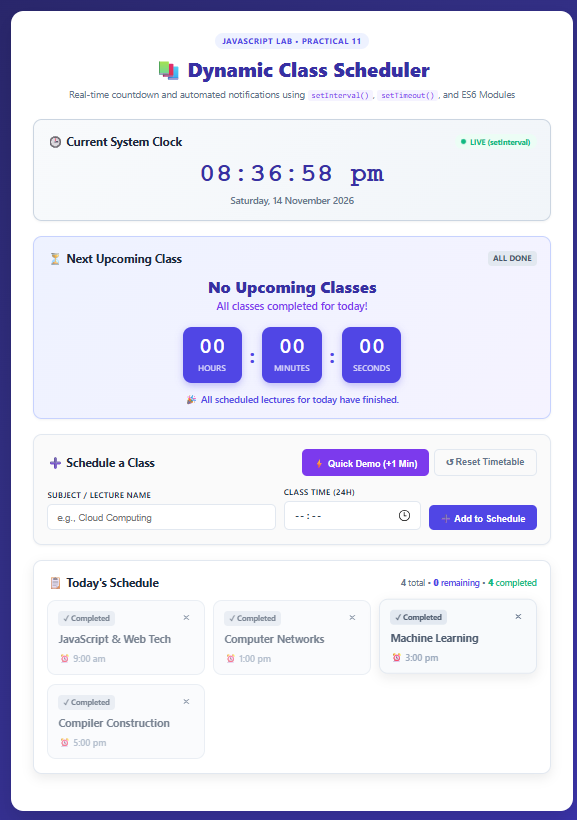 JAVASCRIPT LAB • PRACTICAL 11
Dynamic Class Scheduler
Real-time countdown and automated notifications using setInterval(), setTimeout(), and ES6 Modules
Current System Clock
LIVE (setInterval)
08:36:58 pm
Saturday, 14 November 2026
Next Upcoming Class
ALL DONE
No Upcoming Classes
All classes completed for today!
00 : 00 : 00
HOURS MINUTES SECONDS
All scheduled lectures for today have finished.
Schedule a Class
Quick Demo (+1 Min)
↺ Reset Timetable
SUBJECT / LECTURE NAME
CLASS TIME (24H)
e.g., Cloud Computing
--:--
Add to Schedule
Today's Schedule
4 total • 0 remaining • 4 completed
✓ Completed ✕
JavaScript & Web Tech
9:00 am
✓ Completed ✕
Computer Networks
1:00 pm
✓ Completed ✕
Machine Learning
3:00 pm
✓ Completed ✕
Compiler Construction
5:00 pm